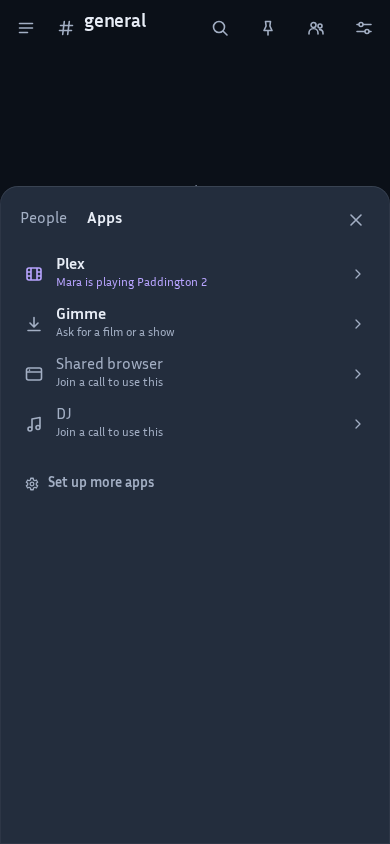 # general
People Apps
Plex
Mara is playing Paddington 2
Gimme
Ask for a film or a show
Shared browser
Join a call to use this
DJ
Join a call to use this
Set up more apps